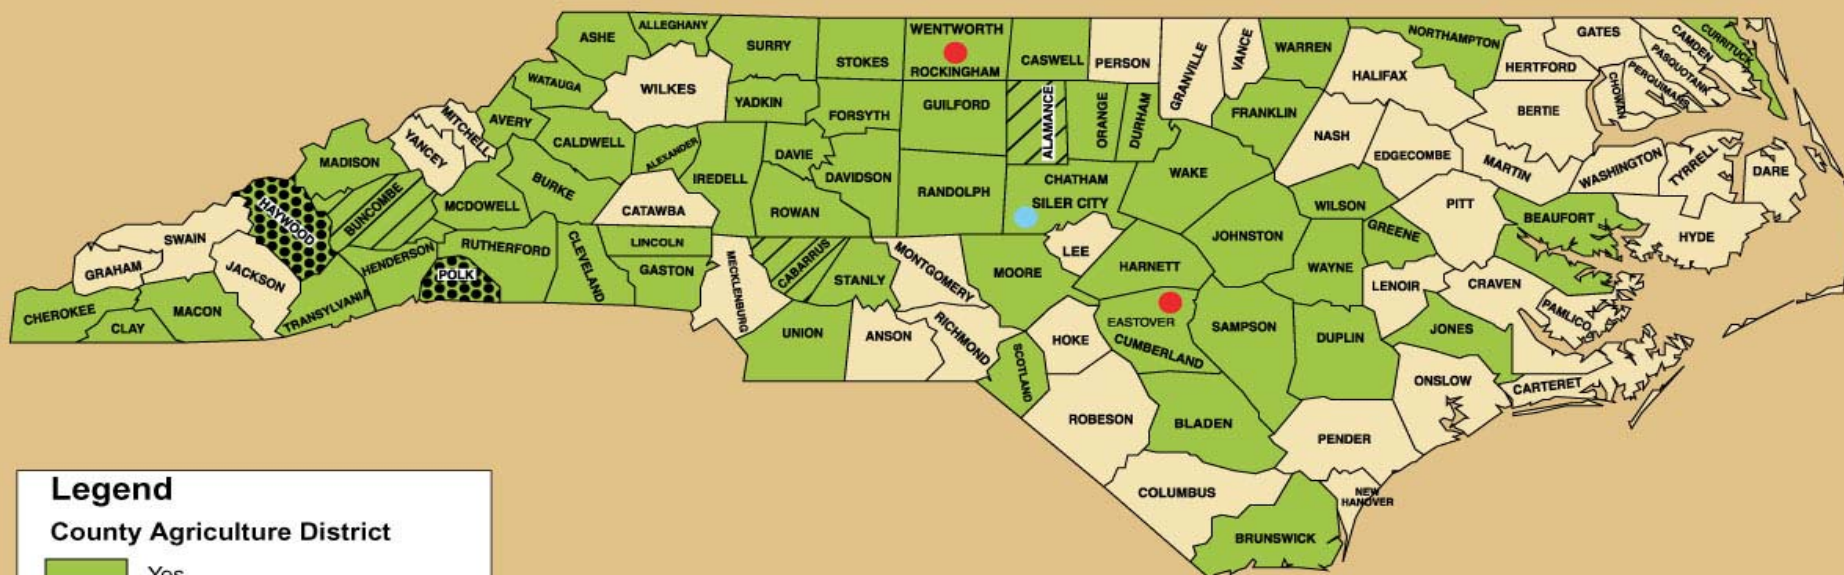 ASHE
ALLEGHANY
SURRY
STOKES
WENTWORTH
ROCKINGHAM
CASWELL
PERSON
GRANVILLE
VANCE
WARREN
NORTHAMPTON
HALIFAX
HERTFORD
GATES
CAMDEN
CURRITUCK
PASQUOTANK
PERQUIMANS
CHOWAN
WATAUGA
WILKES
YADKIN
FORSYTH
GUILFORD
ALAMANCE
ORANGE
DURHAM
FRANKLIN
NASH
EDGECOMBE
BERTIE
MARTIN
WASHINGTON
TYRRELL
DARE
MITCHELL
AVERY
YANCEY
CALDWELL
ALEXANDER
IREDELL
DAVIE
DAVIDSON
RANDOLPH
CHATHAM
SILER CITY
WAKE
WILSON
PITT
BEAUFORT
HYDE
MADISON
HAYWOOD
BUNCOMBE
MCDOWELL
BURKE
CATAWBA
ROWAN
SWAIN
GRAHAM
JACKSON
HENDERSON
POLK
RUTHERFORD
CLEVELAND
LINCOLN
GASTON
MECKLENBURG
CABARRUS
STANLY
MONTGOMERY
MOORE
LEE
HARNETT
JOHNSTON
WAYNE
GREENE
LENOIR
CRAVEN
PAMLICO
CHEROKEE
CLAY
MACON
TRANSYLVANIA
UNION
ANSON
RICHMOND
SCOTLAND
HOKE
EASTOVER
CUMBERLAND
SAMPSON
DUPLIN
JONES
ONSLOW
CARTERET
ROBESON
BLADEN
PENDER
COLUMBUS
NEW
HANOVER
BRUNSWICK
Legend
County Agriculture District
Yes